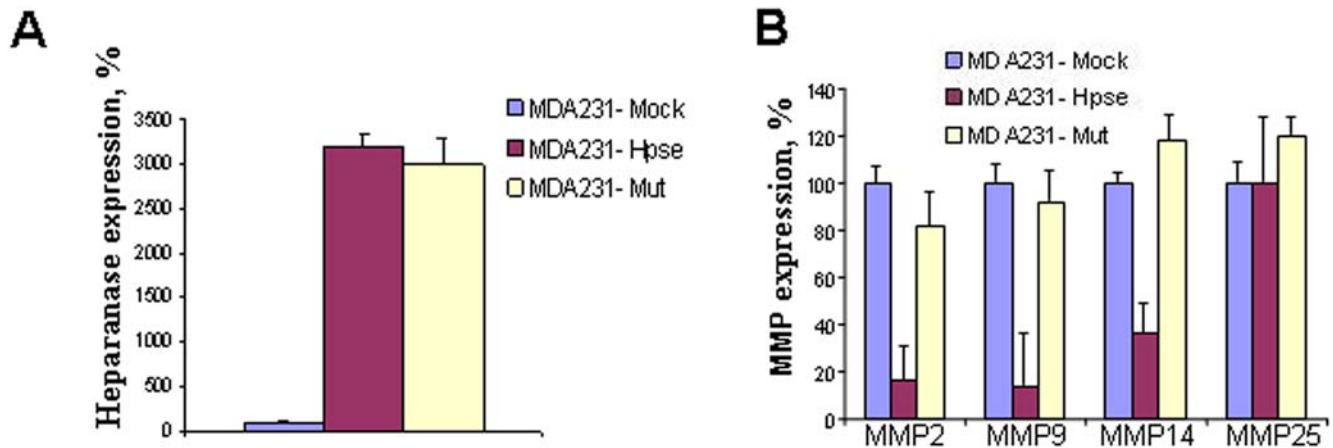 A
Heparanase expression, %
3500
3000
2500
2000
1500
1000
500
0
MDA231- Mock
MDA231- Hpse
MDA231- Mut
B
MMP expression, %
140
120
100
80
60
40
20
0
MD A231- Mock
MD A231- Hpse
MD A231- Mut
MMP2 MMP9 MMP14 MMP25